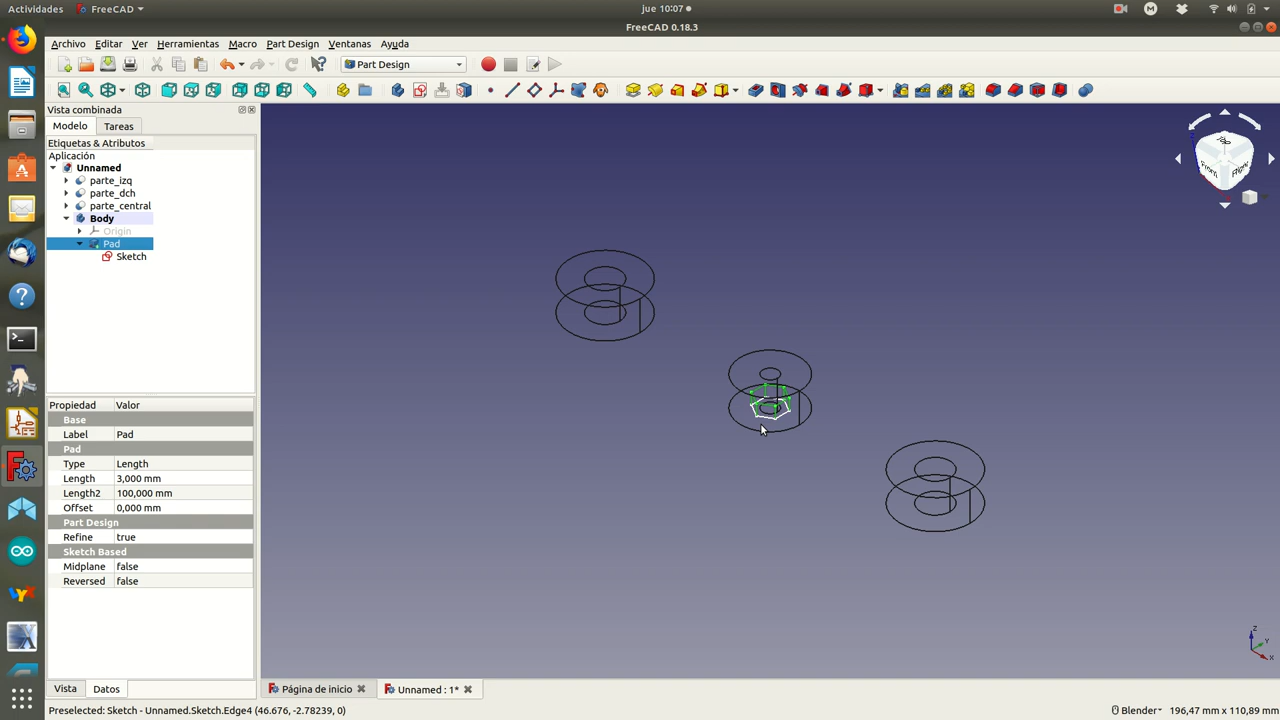 Actividades
FreeCAD
jue 10:07
M
FreeCAD 0.18.3
Archivo Editar Ver Herramientas Macro Part Design Ventanas Ayuda
Part Design
Vista combinada
Modelo Tareas
Etiquetas & Atributos
Aplicación
Unnamed
parte_izq
parte_dch
parte_central
Body
Origin
Pad
Sketch
Front
Right
Propiedad Valor
Base
Label Pad
Pad
Type Length
Length 3,000 mm
Length2 100,000 mm
Offset 0,000 mm
Part Design
Refine true
Sketch Based
Midplane false
Reversed false
Z
Y
X
Vista Datos
Página de inicio
Unnamed : 1*
Preselected: Sketch - Unnamed.Sketch.Edge4 (46.676, -2.78239, 0)
Blender
196,47 mm x 110,89 mm